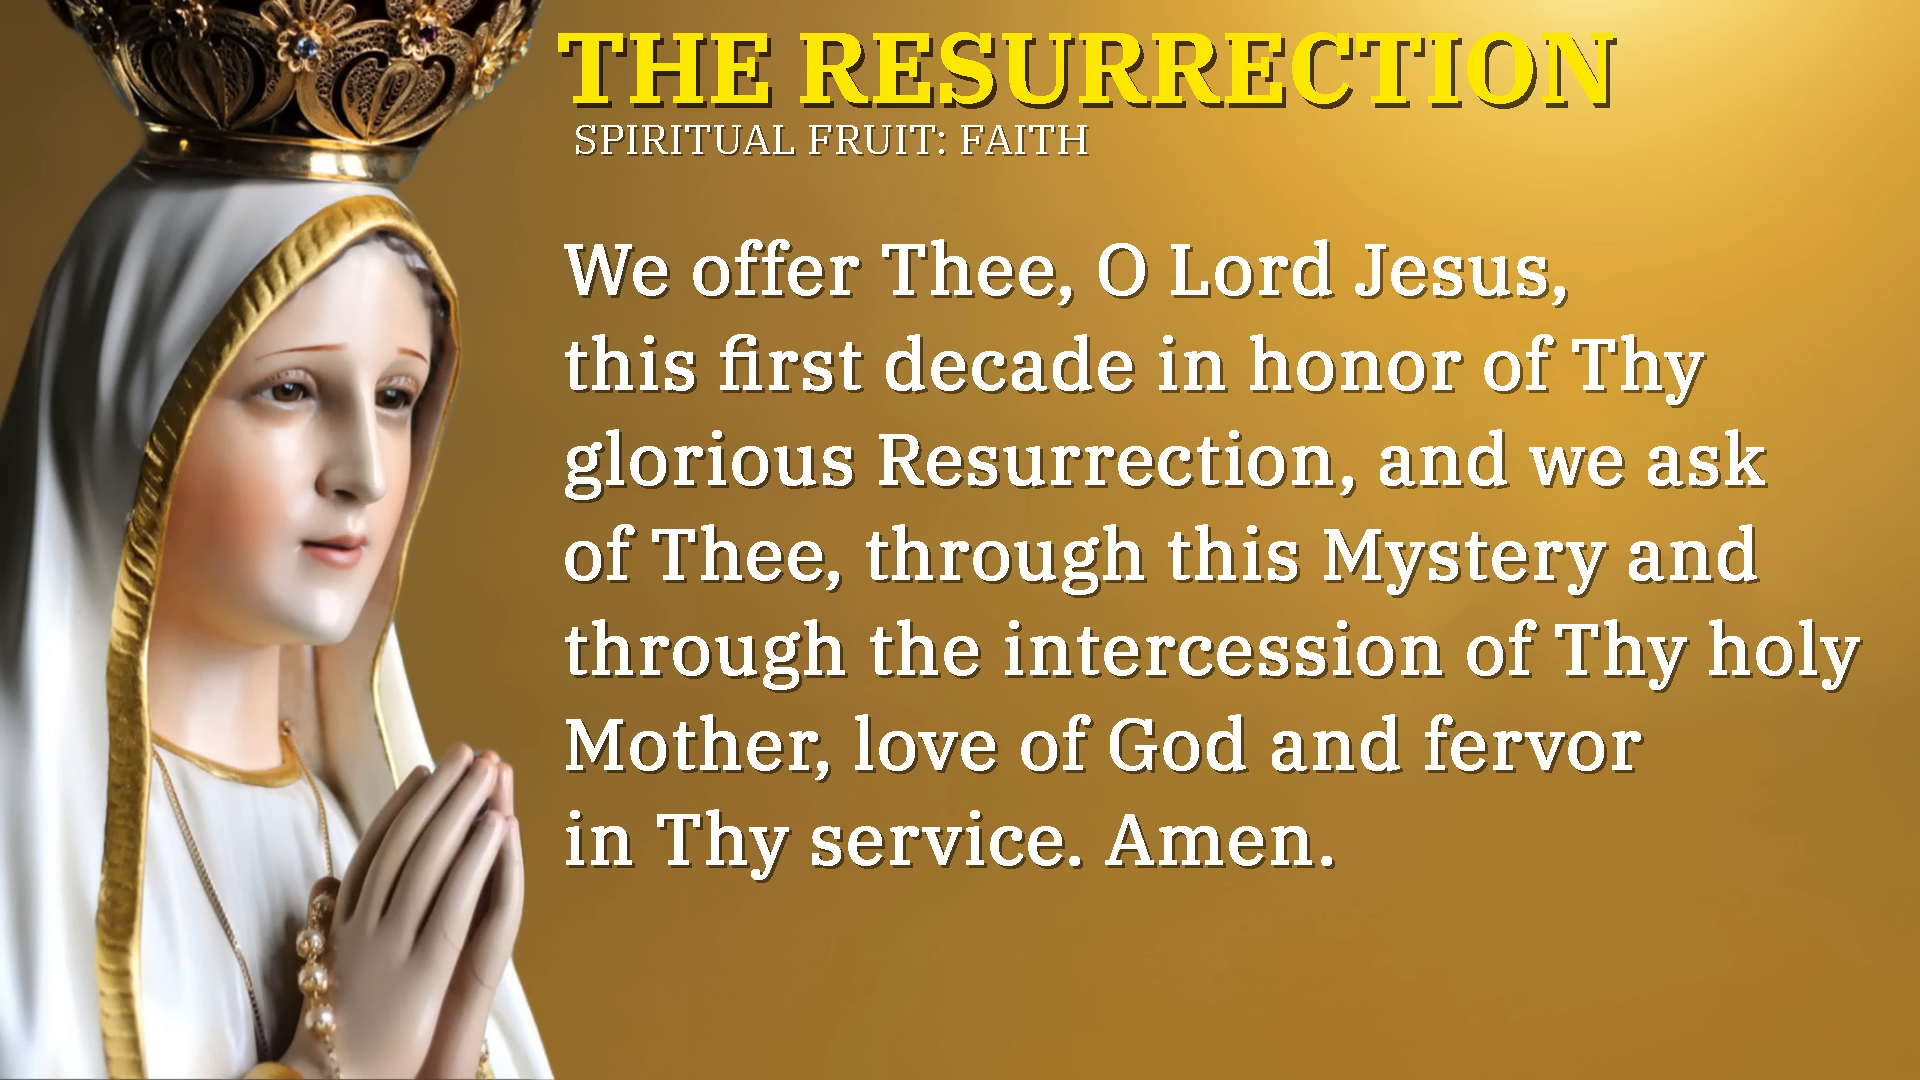 THE RESURRECTION
SPIRITUAL FRUIT: FAITH
We offer Thee, O Lord Jesus,
this first decade in honor of Thy
glorious Resurrection, and we ask
of Thee, through this Mystery and
through the intercession of Thy holy
Mother, love of God and fervor
in Thy service. Amen.